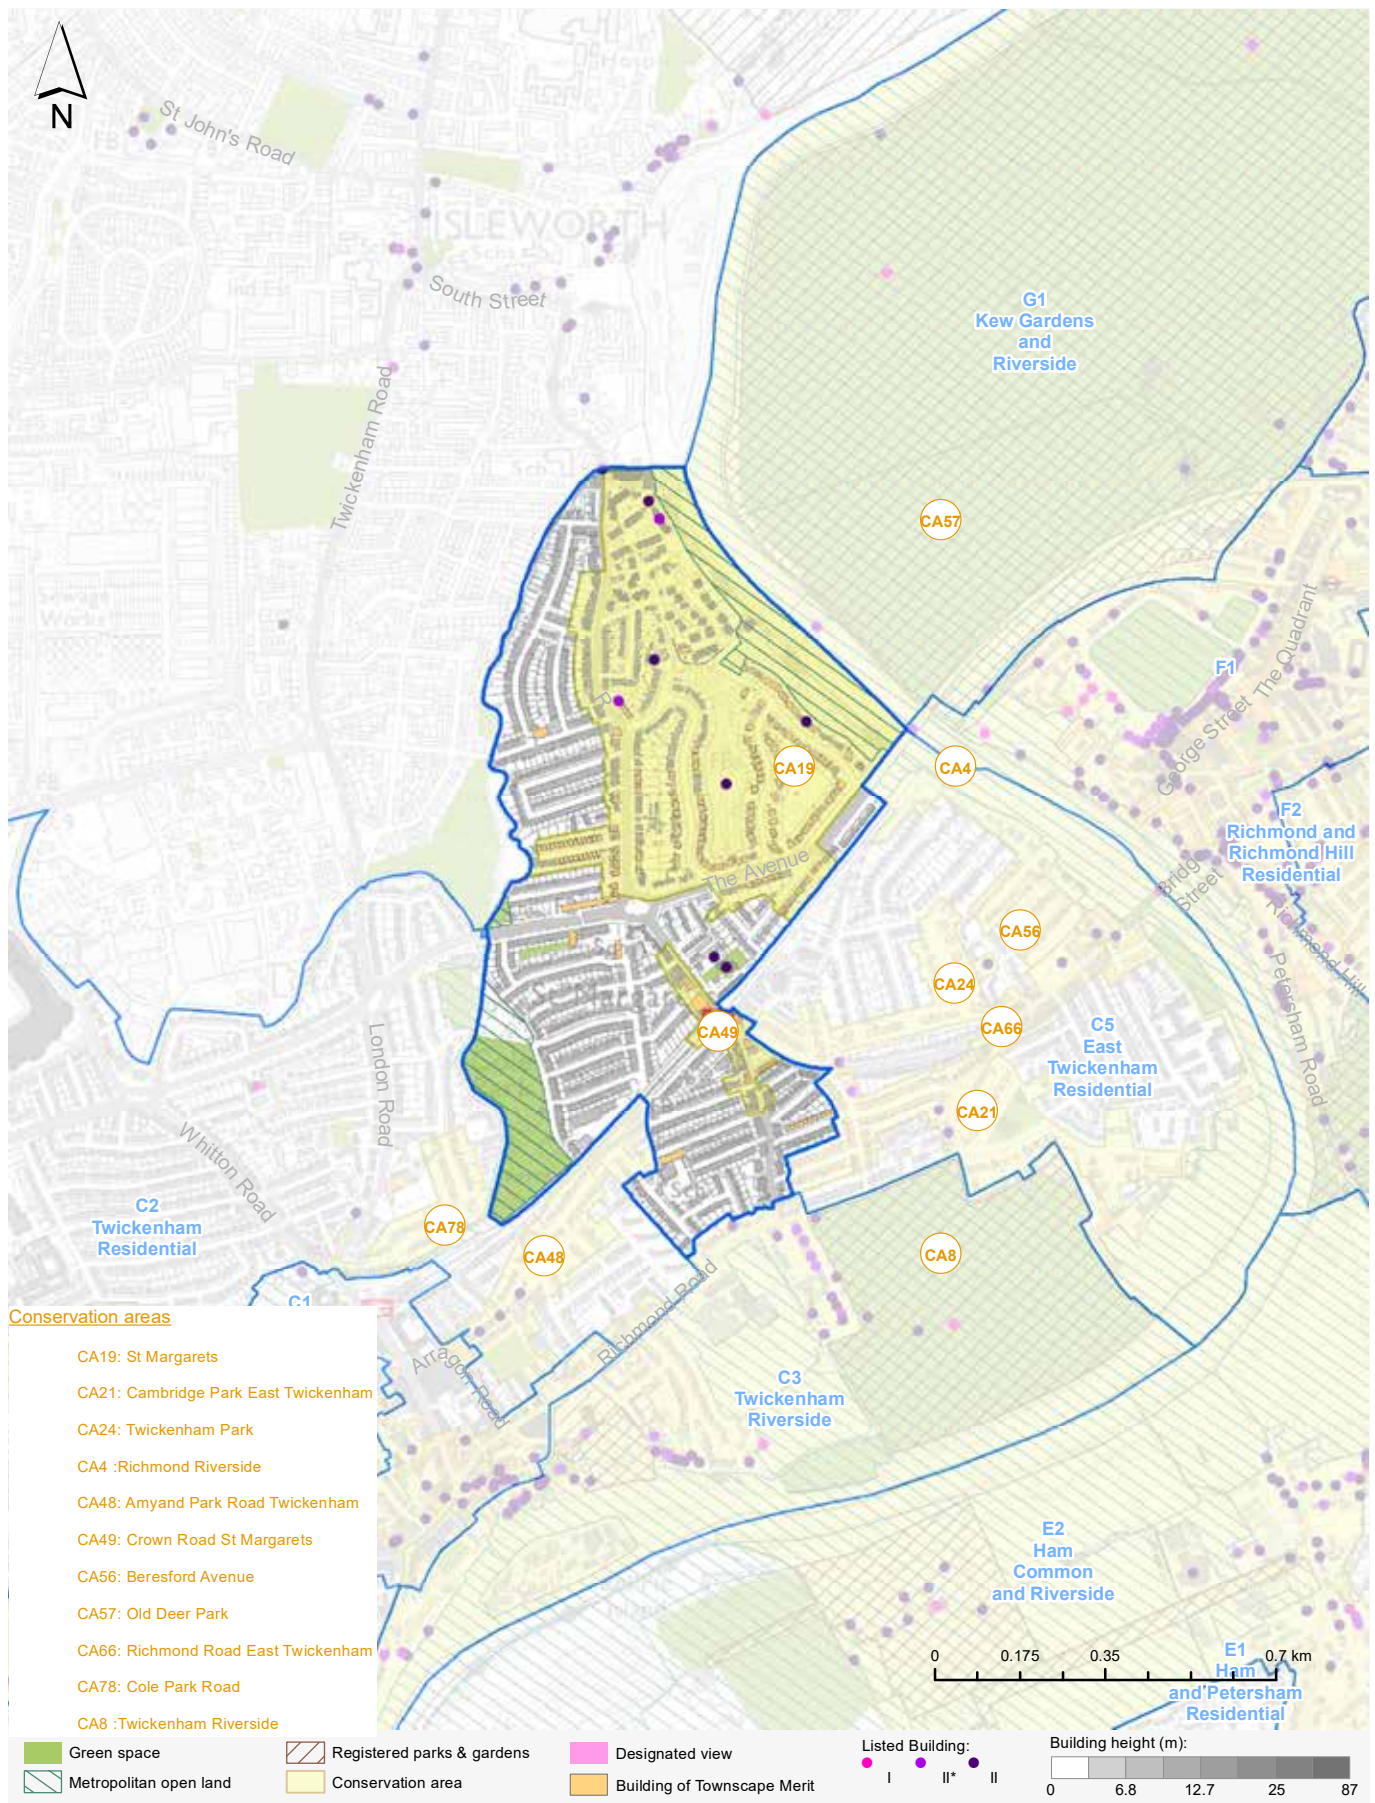 N
St John's Road
ISLEWORTH
South Street
Ind Est
Twickenham Road
G1
Kew Gardens
and
Riverside
CA57
The Quadrant
F1
George Street
CA19
CA4
F2
Richmond and
Richmond Hill
Residential
The Avenue
Bridge
Street
Richmond Hill
CA56
CA24
Petersham Road
CA49
CA66
C5
East
Twickenham
Residential
London Road
CA21
Whitton Road
C2
Twickenham
Residential
CA78
CA48
CA8
C1
Richmond Road
Arragon Road
C3
Twickenham
Riverside
E2
Ham
Common
and Riverside
E1
Ham
and Petersham
Residential
0 0.175 0.35 0.7 km
Conservation areas
CA19: St Margarets
CA21: Cambridge Park East Twickenham
CA24: Twickenham Park
CA4 :Richmond Riverside
CA48: Amyand Park Road Twickenham
CA49: Crown Road St Margarets
CA56: Beresford Avenue
CA57: Old Deer Park
CA66: Richmond Road East Twickenham
CA78: Cole Park Road
CA8 :Twickenham Riverside
Green space
Metropolitan open land
Registered parks & gardens
Conservation area
Designated view
Building of Townscape Merit
Listed Building:
I II* II
Building height (m):
0 6.8 12.7 25 87